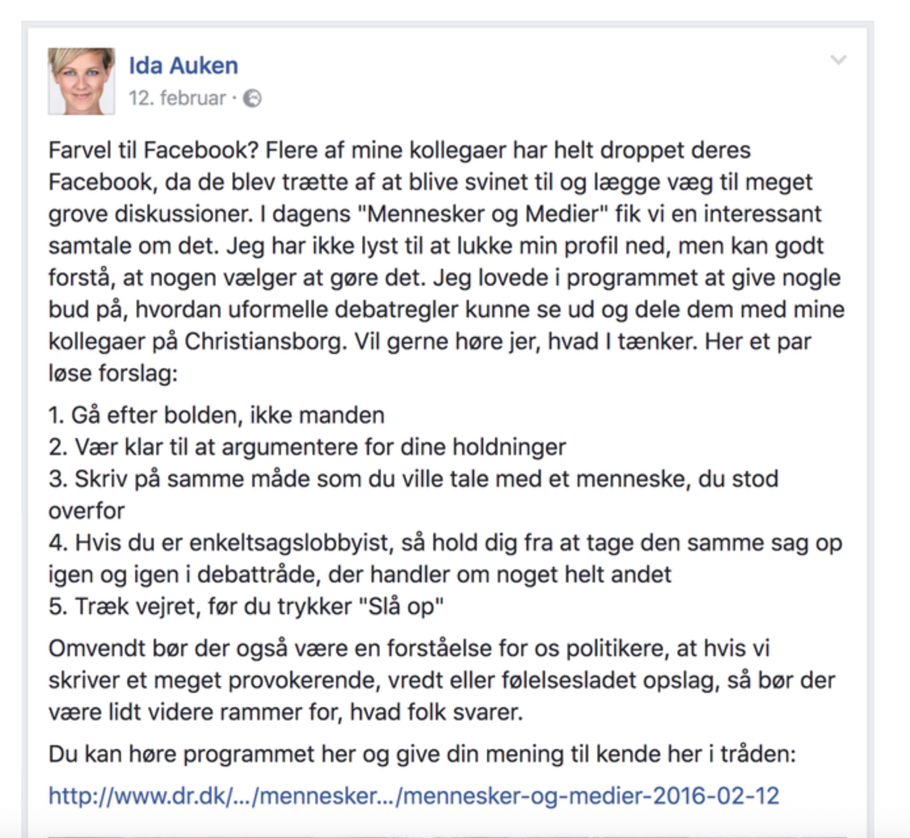 Ida Auken
12. februar ·
Farvel til Facebook? Flere af mine kollegaer har helt droppet deres
Facebook, da de blev trætte af at blive svinet til og lægge væg til meget
grove diskussioner. I dagens "Mennesker og Medier" fik vi en interessant
samtale om det. Jeg har ikke lyst til at lukke min profil ned, men kan godt
forstå, at nogen vælger at gøre det. Jeg lovede i programmet at give nogle
bud på, hvordan uformelle debatregler kunne se ud og dele dem med mine
kollegaer på Christiansborg. Vil gerne høre jer, hvad I tænker. Her et par
løse forslag:
1. Gå efter bolden, ikke manden
2. Vær klar til at argumentere for dine holdninger
3. Skriv på samme måde som du ville tale med et menneske, du stod
overfor
4. Hvis du er enkeltsagslobbyist, så hold dig fra at tage den samme sag op
igen og igen i debattråde, der handler om noget helt andet
5. Træk vejret, før du trykker "Slå op"
Omvendt bør der også være en forståelse for os politikere, at hvis vi
skriver et meget provokerende, vredt eller følelsesladet opslag, så bør der
være lidt videre rammer for, hvad folk svarer.
Du kan høre programmet her og give din mening til kende her i tråden:
http://www.dr.dk/.../mennesker.../mennesker-og-medier-2016-02-12